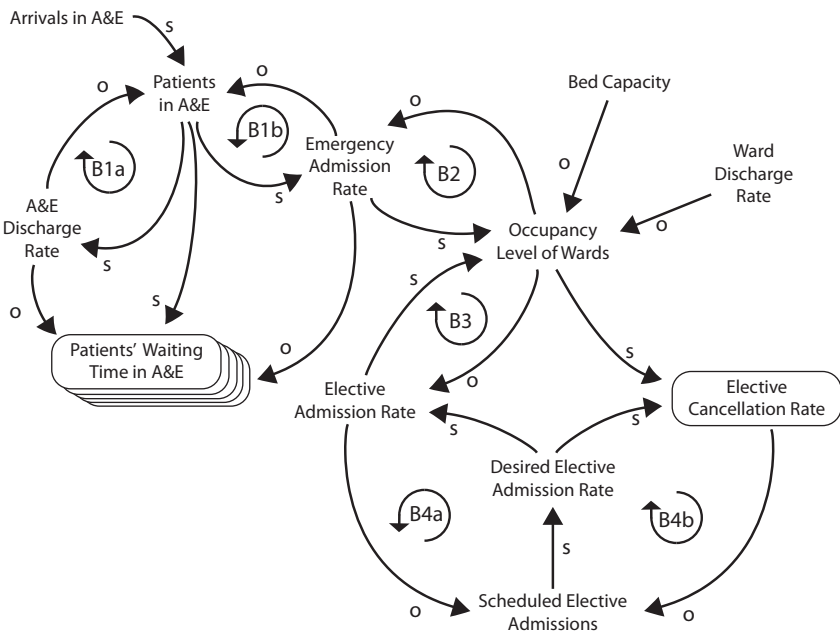 Arrivals in A&E
s
Patients
in A&E
o
o
B1b
B1a
s
Emergency
Admission
Rate
o
B2
Bed Capacity
o
Ward
Discharge
Rate
o
A&E
Discharge
Rate
s
s
Occupancy
Level of Wards
o
s
s
B3
Patients' Waiting
Time in A&E
o
o
s
Elective
Admission Rate
s
s
Elective
Cancellation Rate
Desired Elective
Admission Rate
B4a
B4b
s
o
Scheduled Elective
Admissions
o